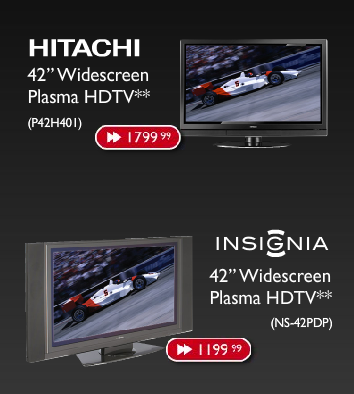 HITACHI
42” Widescreen
Plasma HDTV**
(P42H401)
1799 99
INSIGNIA
42” Widescreen
Plasma HDTV**
(NS-42PDP)
1199 99